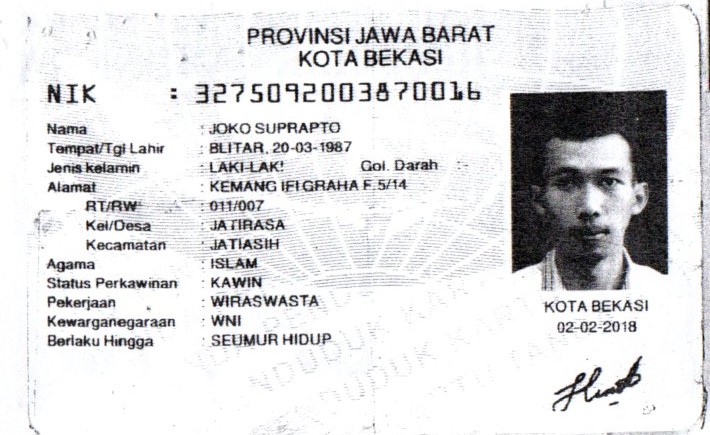 PROVINSI JAWA BARAT
KOTA BEKASI
NIK : 3275092003870016
Nama : JOKO SUPRAPTO
Tempat/Tgl Lahir : BLITAR, 20-03-1987
Jenis kelamin : LAKI-LAKI Gol. Darah : -
Alamat : KEMANG IFI GRAHA F.5/14
RT/RW : 011/007
Kel/Desa : JATIRASA
Kecamatan : JATIASIH
Agama : ISLAM
Status Perkawinan : KAWIN
Pekerjaan : WIRASWASTA
Kewarganegaraan : WNI
Berlaku Hingga : SEUMUR HIDUP
KOTA BEKASI
02-02-2018